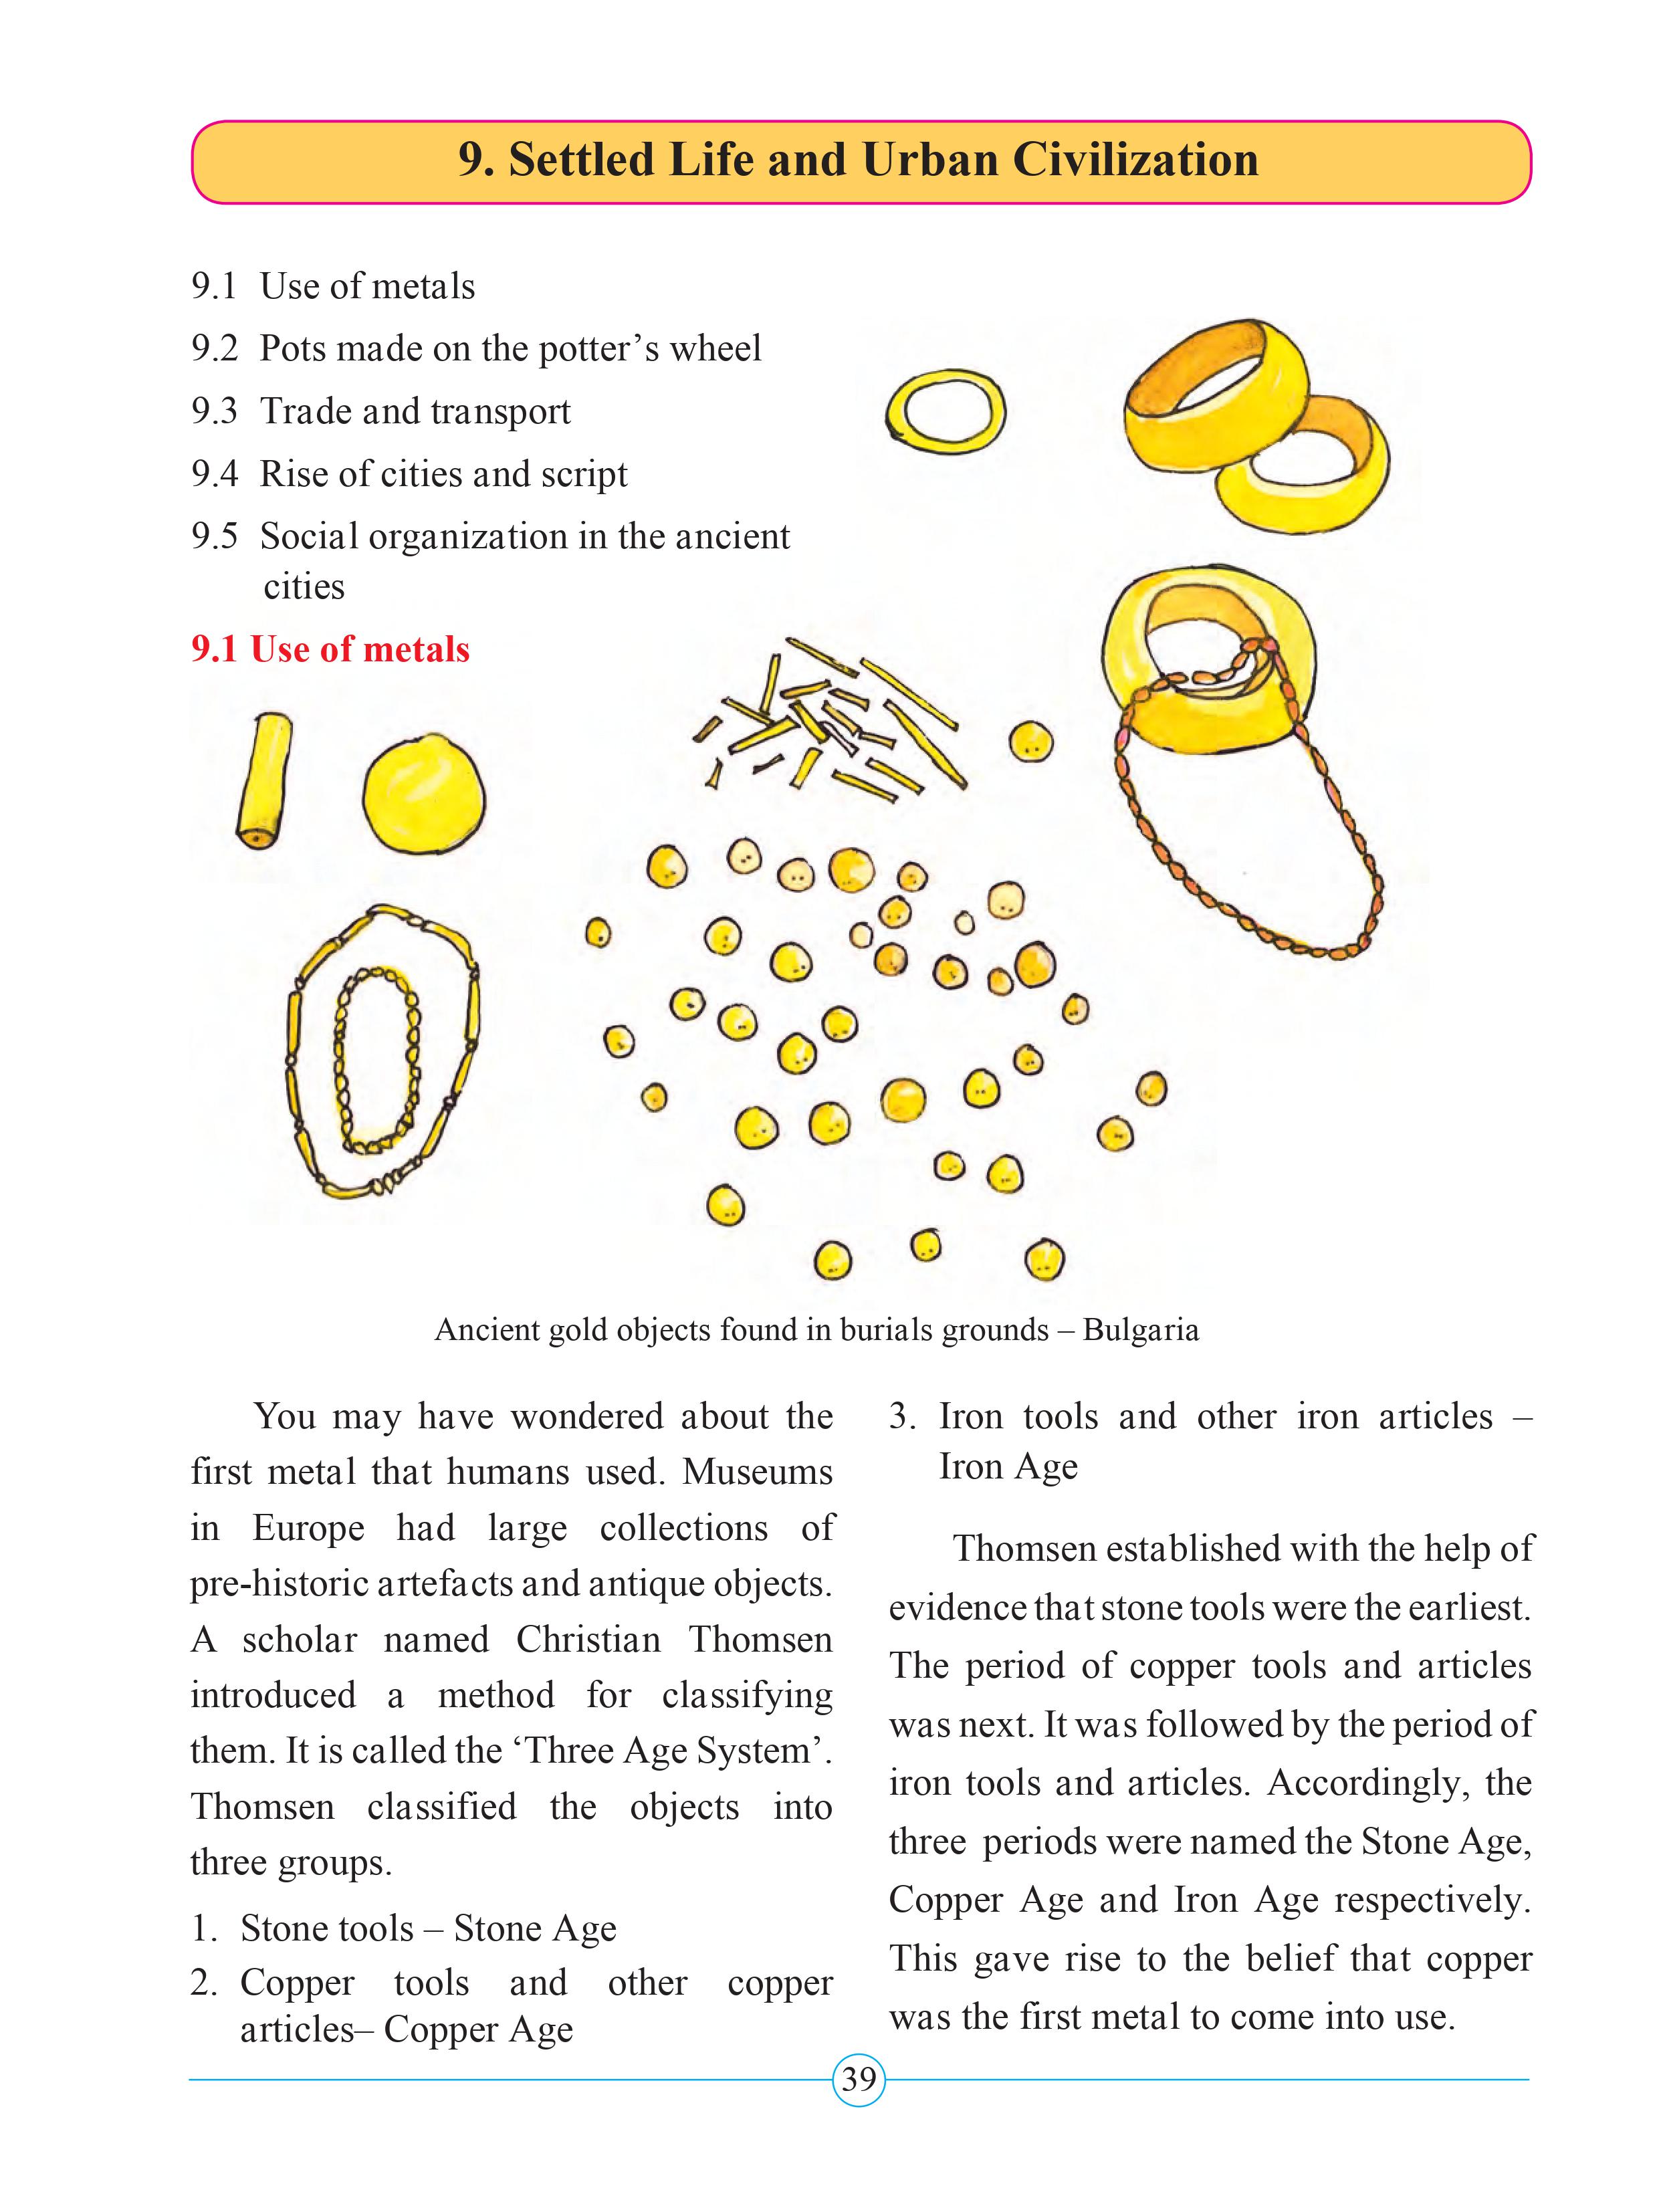 9. Settled Life and Urban Civilization
9.1 Use of metals
9.2 Pots made on the potter’s wheel
9.3 Trade and transport
9.4 Rise of cities and script
9.5 Social organization in the ancient
cities
9.1 Use of metals
Ancient gold objects found in burials grounds – Bulgaria
You may have wondered about the
first metal that humans used. Museums
in Europe had large collections of
pre-historic artefacts and antique objects.
A scholar named Christian Thomsen
introduced a method for classifying
them. It is called the ‘Three Age System’.
Thomsen classified the objects into
three groups.
1. Stone tools – Stone Age
2. Copper tools and other copper
articles– Copper Age
3. Iron tools and other iron articles –
Iron Age
Thomsen established with the help of
evidence that stone tools were the earliest.
The period of copper tools and articles
was next. It was followed by the period of
iron tools and articles. Accordingly, the
three periods were named the Stone Age,
Copper Age and Iron Age respectively.
This gave rise to the belief that copper
was the first metal to come into use.
39